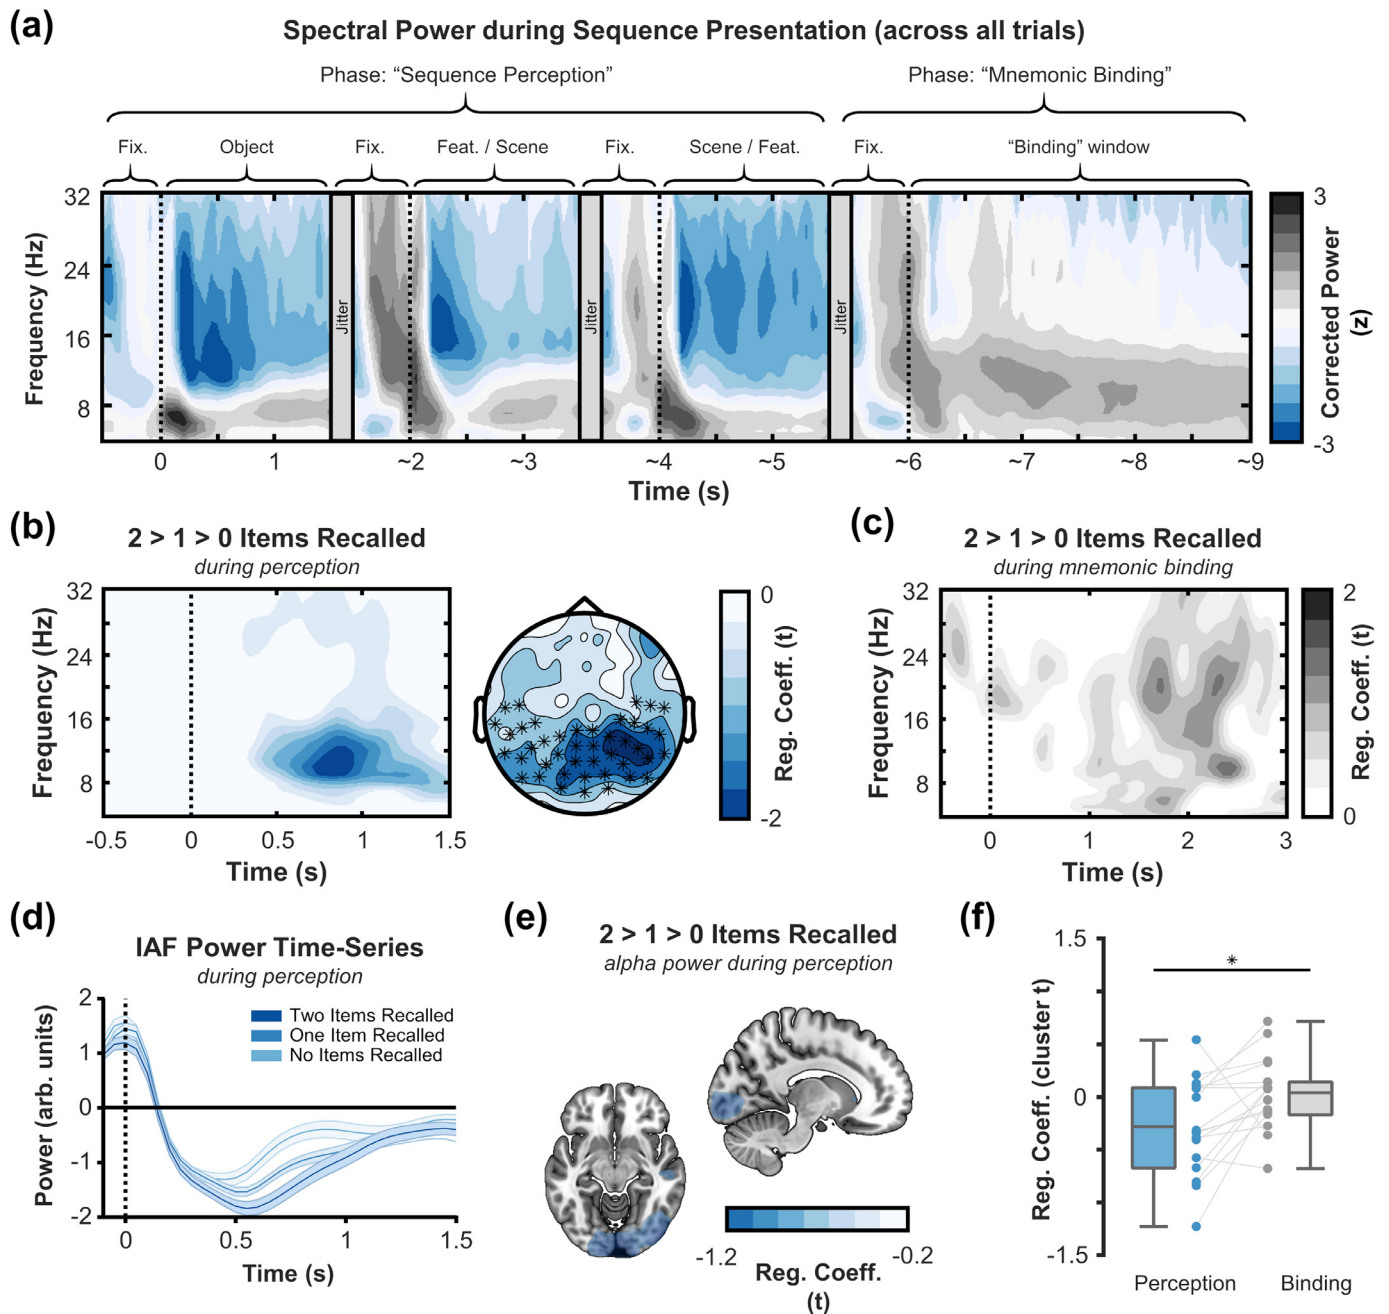 (a)
Spectral Power during Sequence Presentation (across all trials)
Phase: “Sequence Perception”
Phase: “Mnemonic Binding”
Fix.
Object
Fix.
Feat. / Scene
Fix.
Scene / Feat.
Fix.
“Binding” window
Frequency (Hz)
32
24
16
8
Jitter
Jitter
Jitter
3
-3
Corrected Power
(z)
0
1
~2
~3
~4
~5
~6
~7
~8
~9
Time (s)
(b)
2 > 1 > 0 Items Recalled
during perception
Frequency (Hz)
32
24
16
8
-0.5
0
0.5
1
1.5
Time (s)
0
-2
Reg. Coeff. (t)
(c)
2 > 1 > 0 Items Recalled
during mnemonic binding
Frequency (Hz)
32
24
16
8
0
1
2
3
Time (s)
2
0
Reg. Coeff. (t)
(d)
IAF Power Time-Series
during perception
Two Items Recalled
One Item Recalled
No Items Recalled
Power (arb. units)
2
1
0
-1
-2
0
0.5
1
1.5
Time (s)
(e)
2 > 1 > 0 Items Recalled
alpha power during perception
-1.2
-0.2
Reg. Coeff.
(t)
(f)
Reg. Coeff. (cluster t)
1.5
0
-1.5
*
Perception
Binding